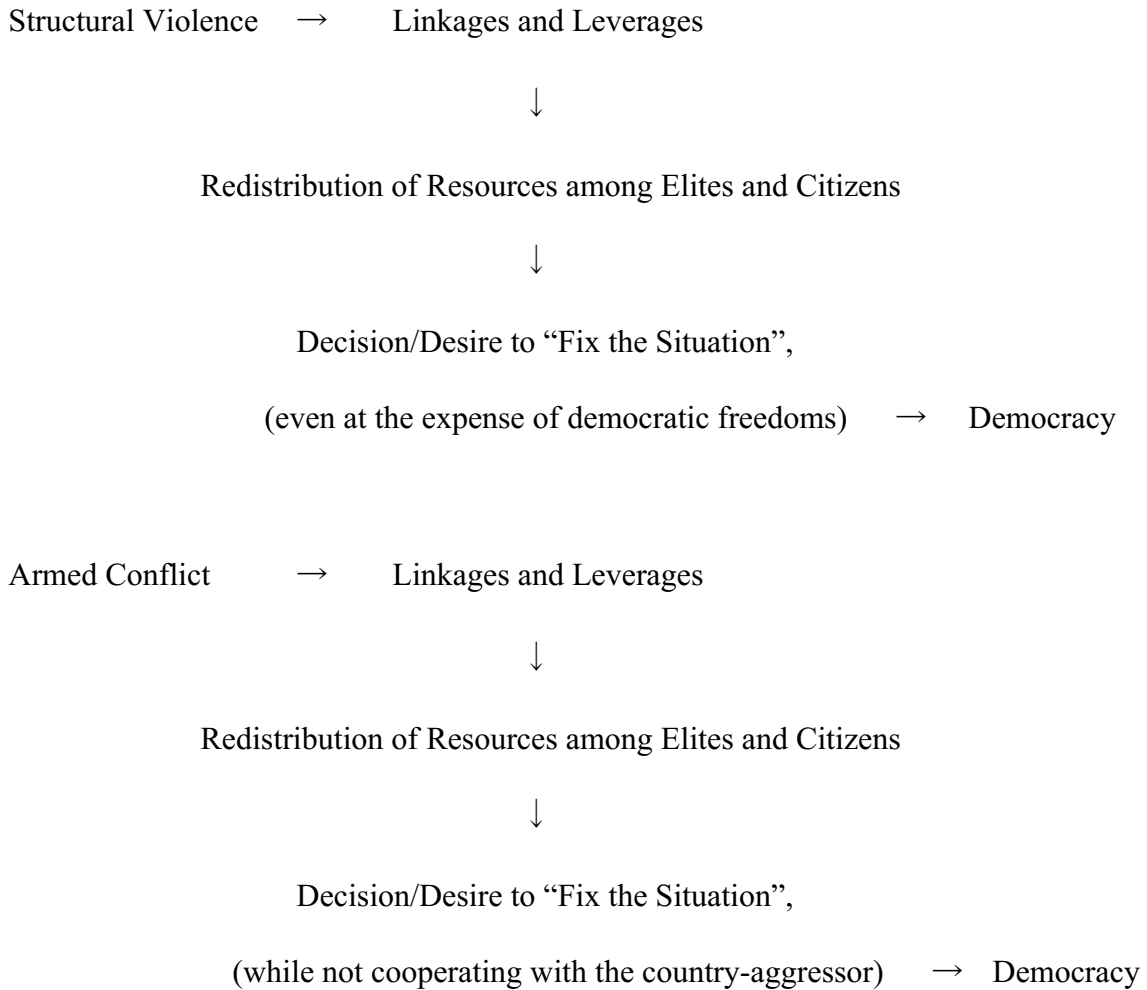 Structural Violence → Linkages and Leverages
↓
Redistribution of Resources among Elites and Citizens
↓
Decision/Desire to “Fix the Situation”,
(even at the expense of democratic freedoms) → Democracy
Armed Conflict → Linkages and Leverages
↓
Redistribution of Resources among Elites and Citizens
↓
Decision/Desire to “Fix the Situation”,
(while not cooperating with the country-aggressor) → Democracy